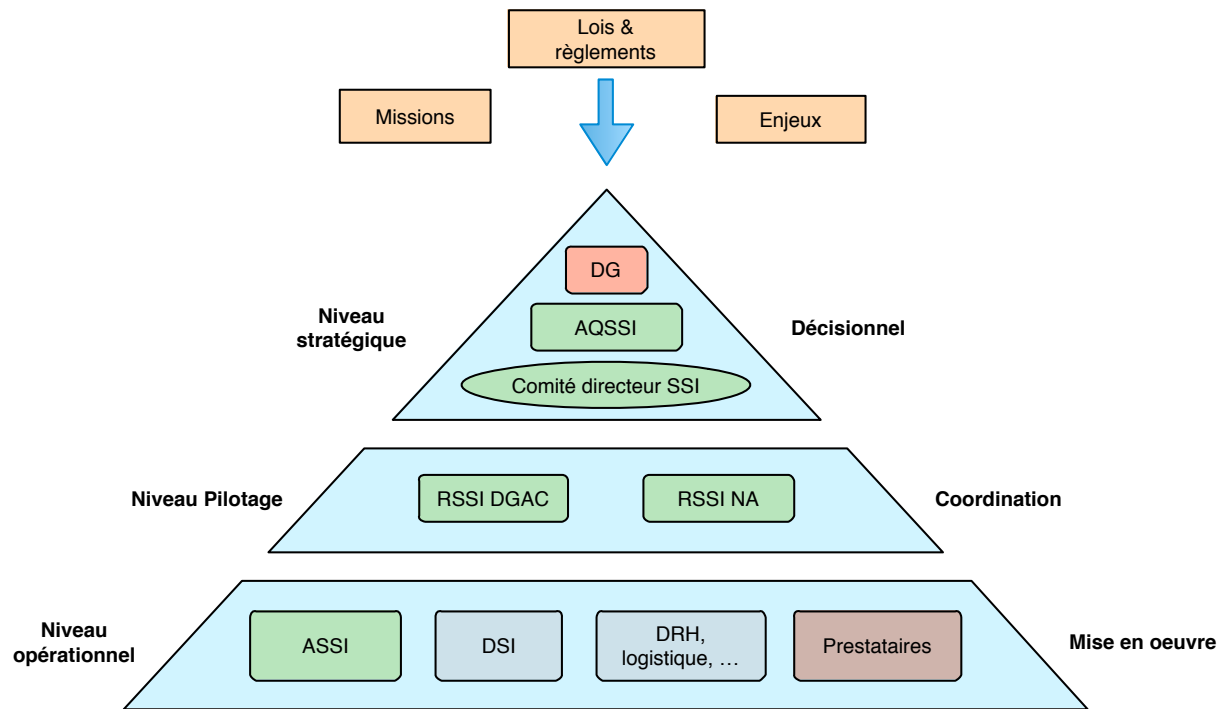 Lois &
règlements
Missions
Enjeux
DG
Niveau
stratégique
AQSSI
Décisionnel
Comité directeur SSI
Niveau Pilotage
RSSI DGAC
RSSI NA
Coordination
Niveau
opérationnel
ASSI
DSI
DRH,
logistique, …
Prestataires
Mise en oeuvre